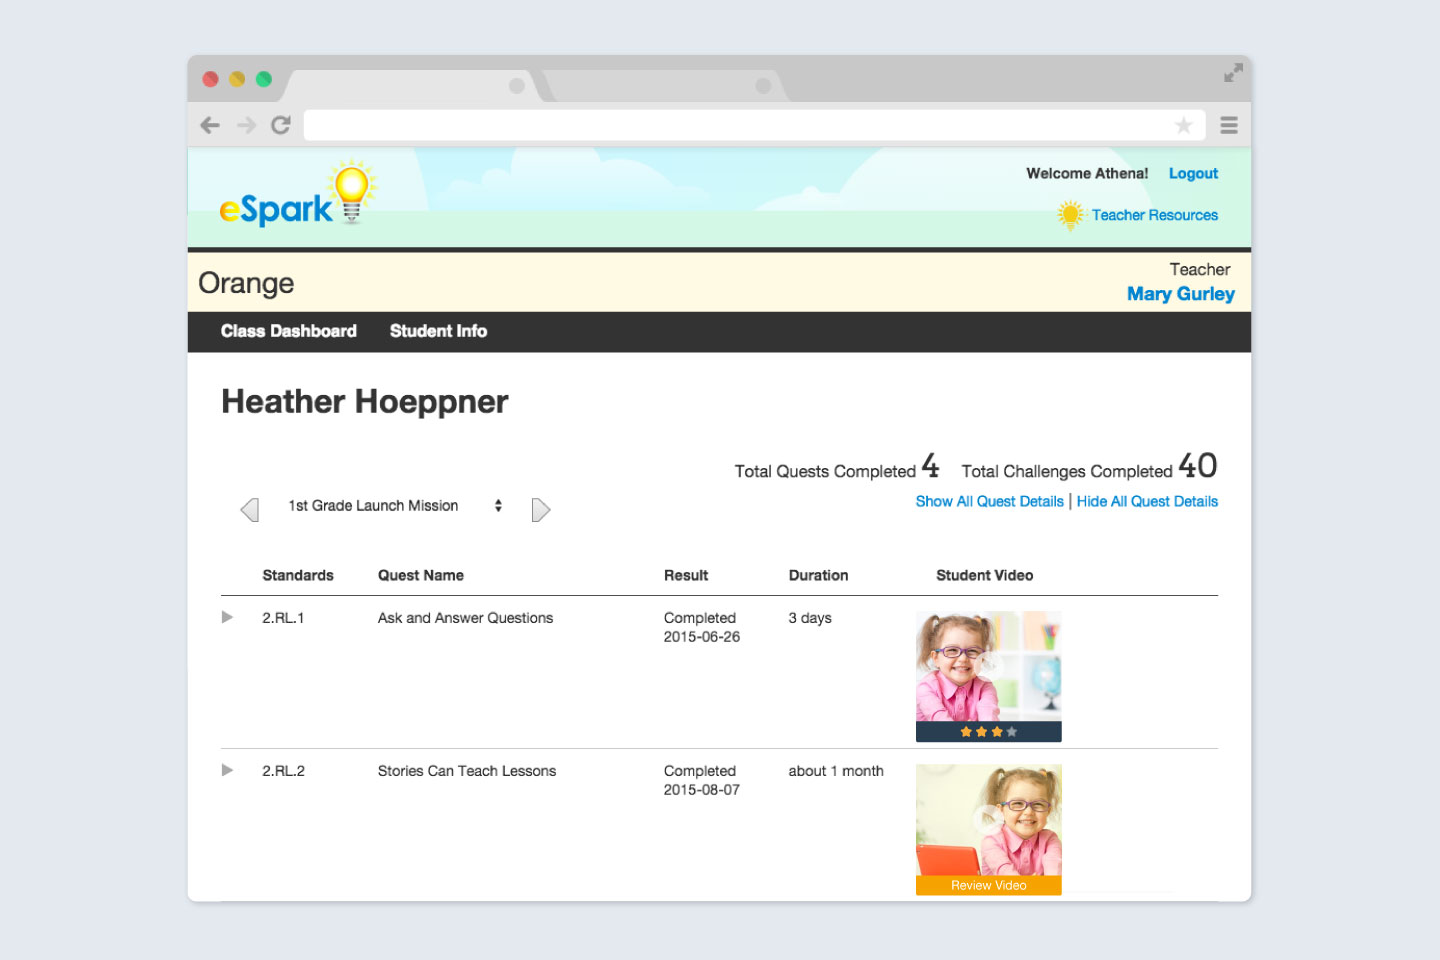 eSpark
Welcome Athena! Logout
Teacher Resources
Orange
Teacher
Mary Gurley
Class Dashboard Student Info
Heather Hoeppner
Total Quests Completed 4 Total Challenges Completed 40
1st Grade Launch Mission
Show All Quest Details | Hide All Quest Details
Standards Quest Name Result Duration Student Video
2.RL.1 Ask and Answer Questions Completed 3 days
2015-06-26
2.RL.2 Stories Can Teach Lessons Completed about 1 month
2015-08-07
Review Video